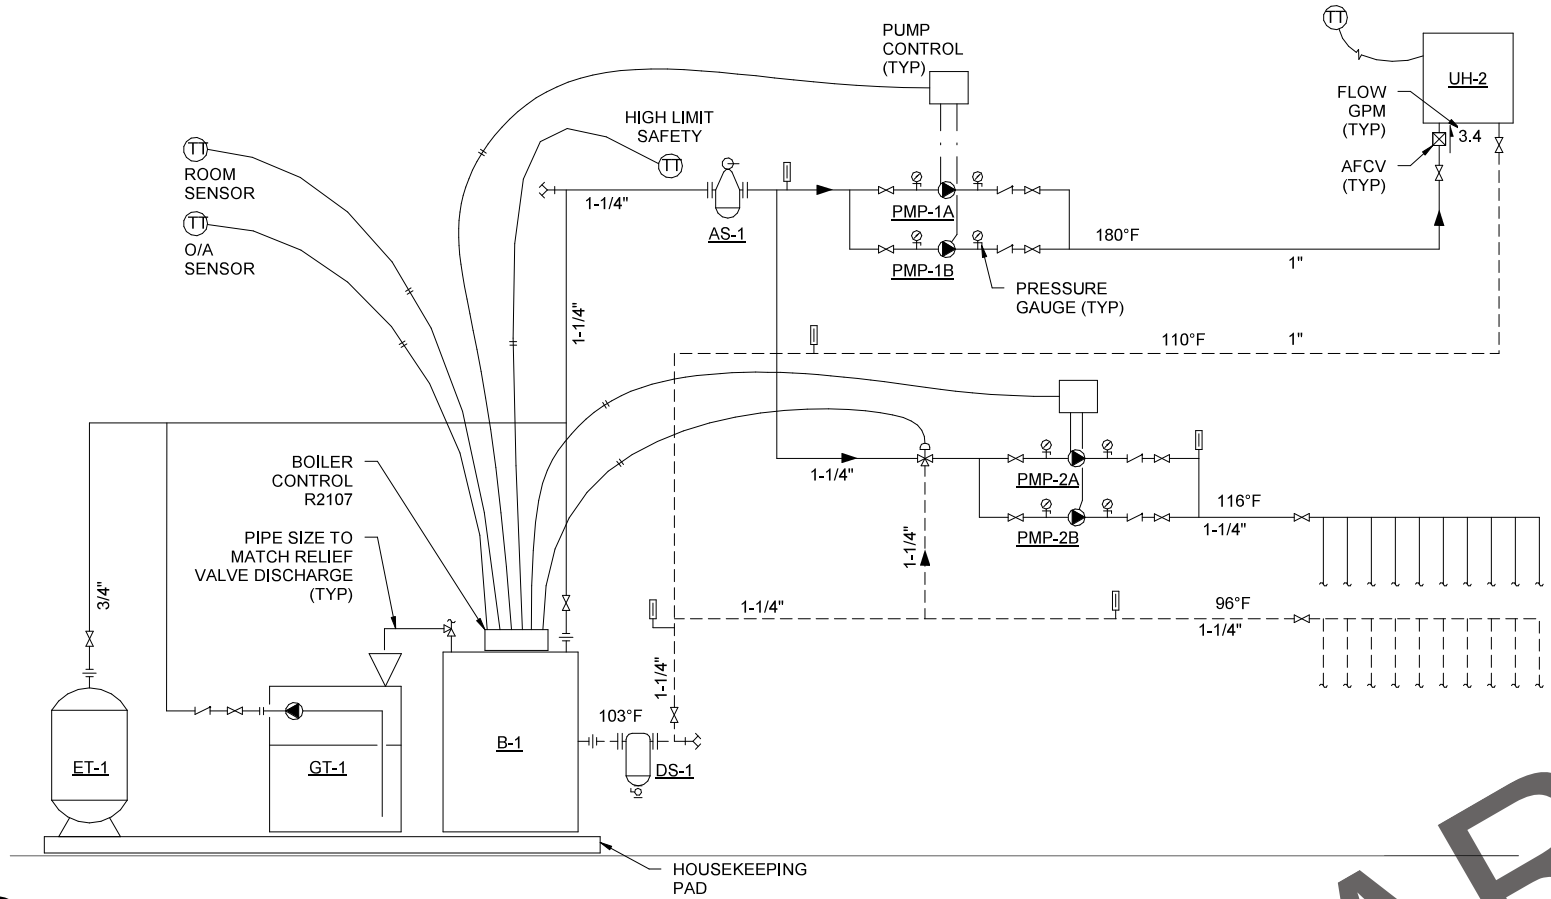 PUMP
CONTROL
(TYP)
TT
UH-2
FLOW
GPM
(TYP)
3.4
AFCV
(TYP)
HIGH LIMIT
SAFETY
TT
TT
ROOM
SENSOR
TT
O/A
SENSOR
1-1/4"
AS-1
PMP-1A
PMP-1B
180°F
1"
PRESSURE
GAUGE (TYP)
1-1/4"
110°F
1"
BOILER
CONTROL
R2107
1-1/4"
PMP-2A
PMP-2B
116°F
1-1/4"
1-1/4"
PIPE SIZE TO
MATCH RELIEF
VALVE DISCHARGE
(TYP)
3/4"
1-1/4"
96°F
1-1/4"
1-1/4"
103°F
ET-1
GT-1
B-1
DS-1
HOUSEKEEPING
PAD